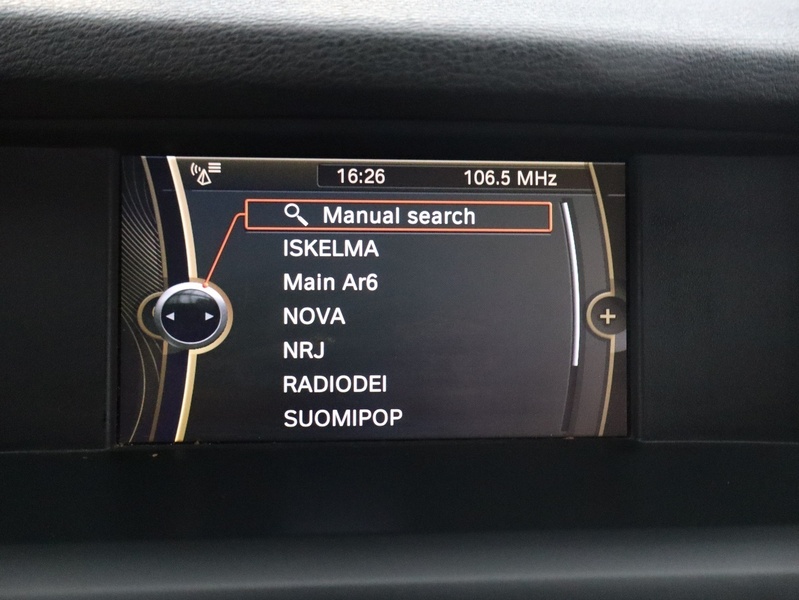 16:26 106.5 MHz
Manual search
ISKELMA
Main Ar6
NOVA
NRJ
RADIODEI
SUOMIPOP